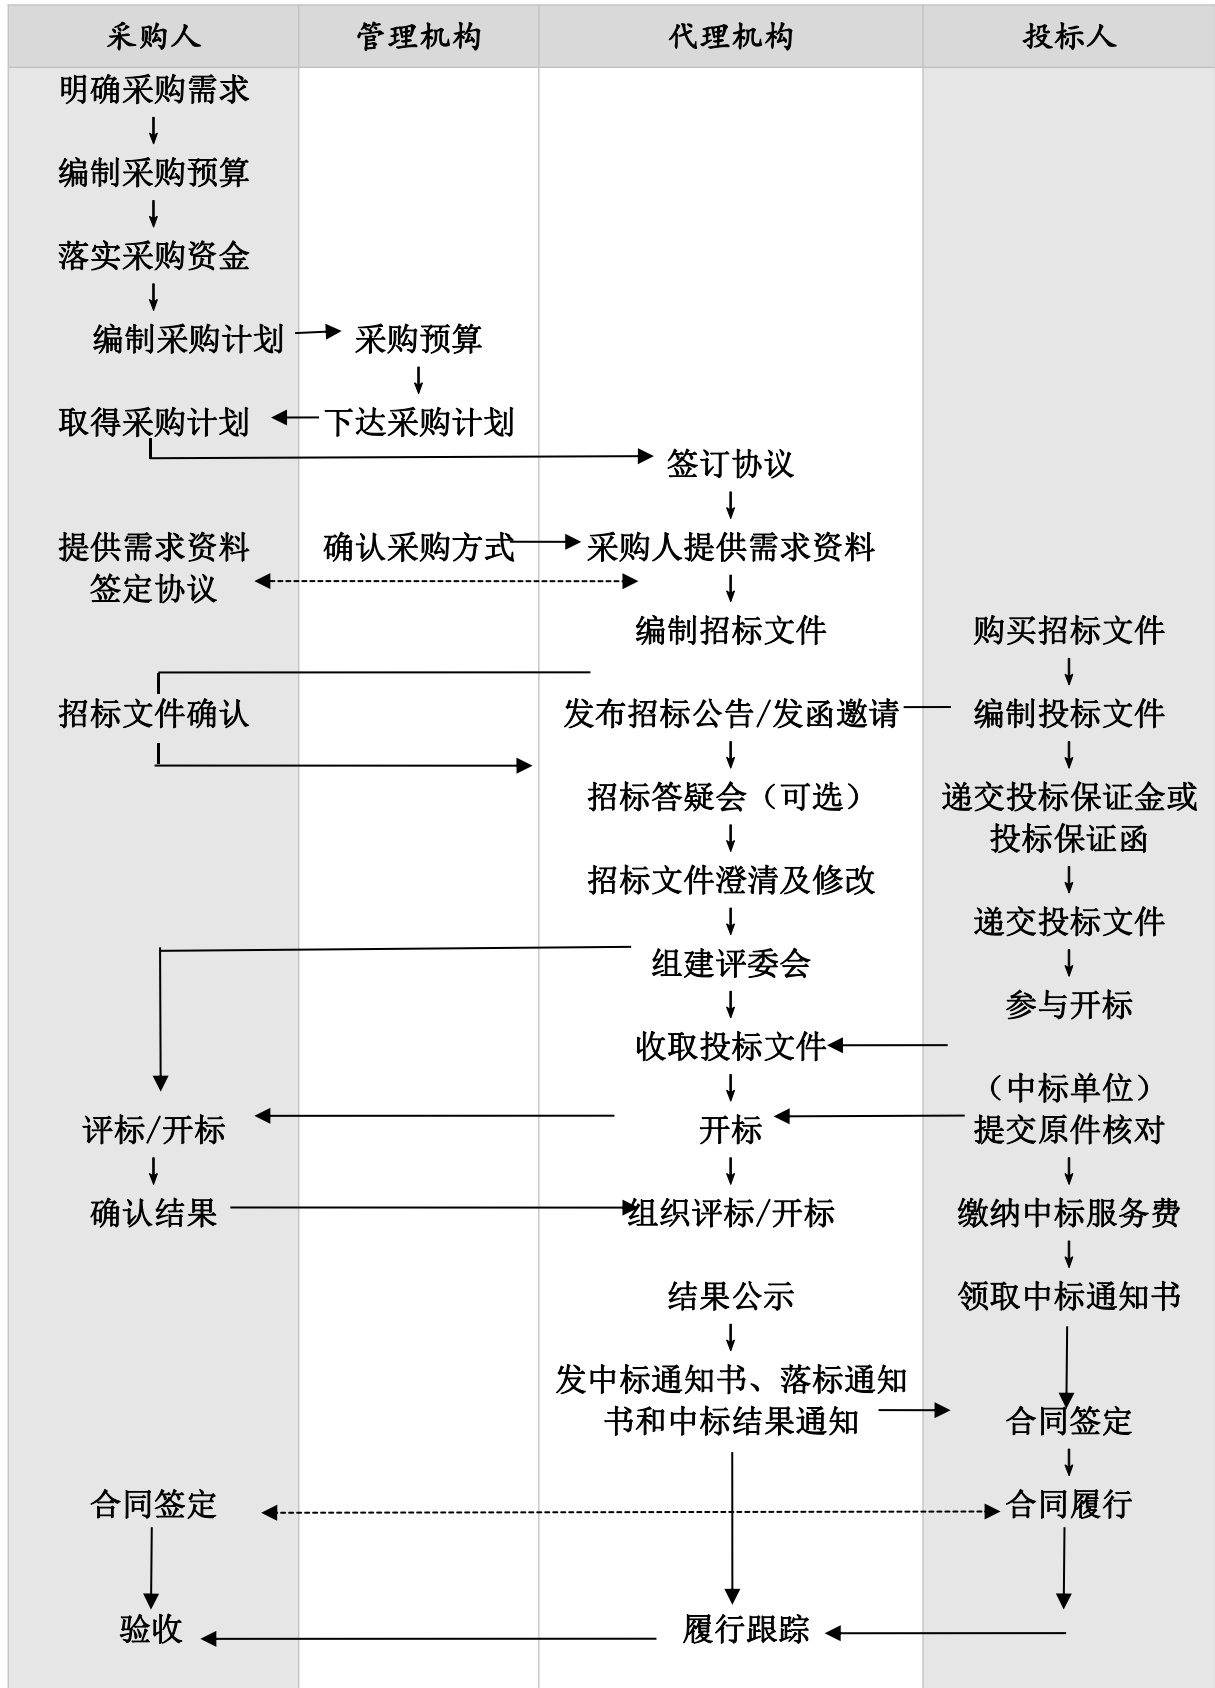 采购人 管理机构 代理机构 投标人
明确采购需求
编制采购预算
落实采购资金
编制采购计划 采购预算
取得采购计划 下达采购计划
签订协议
提供需求资料 确认采购方式 采购人提供需求资料
签定协议
编制招标文件 购买招标文件
招标文件确认 发布招标公告/发函邀请 编制投标文件
招标答疑会（可选） 递交投标保证金或
投标保证函
招标文件澄清及修改
递交投标文件
组建评委会
参与开标
收取投标文件
（中标单位）
评标/开标 开标 提交原件核对
确认结果 组织评标/开标 缴纳中标服务费
结果公示 领取中标通知书
发中标通知书、落标通知
书和中标结果通知 合同签定
合同签定 合同履行
验收 履行跟踪